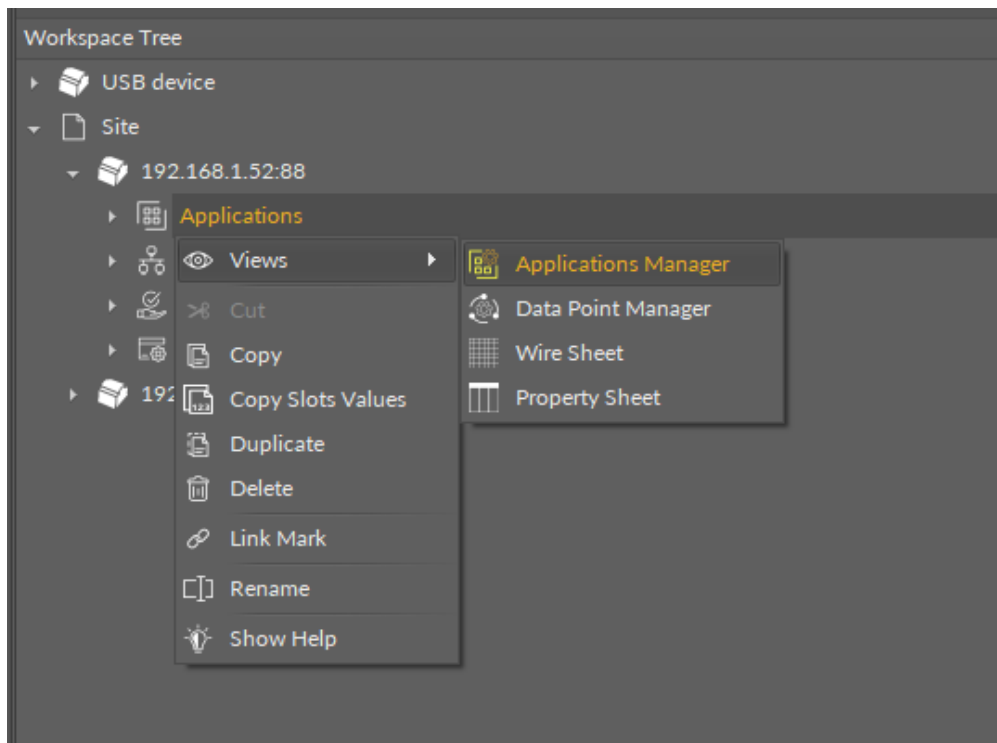 Workspace Tree
USB device
Site
192.168.1.52:88
Applications
Views
Applications Manager
Cut
Data Point Manager
Copy
Wire Sheet
192
Copy Slots Values
Property Sheet
Duplicate
Delete
Link Mark
Rename
Show Help